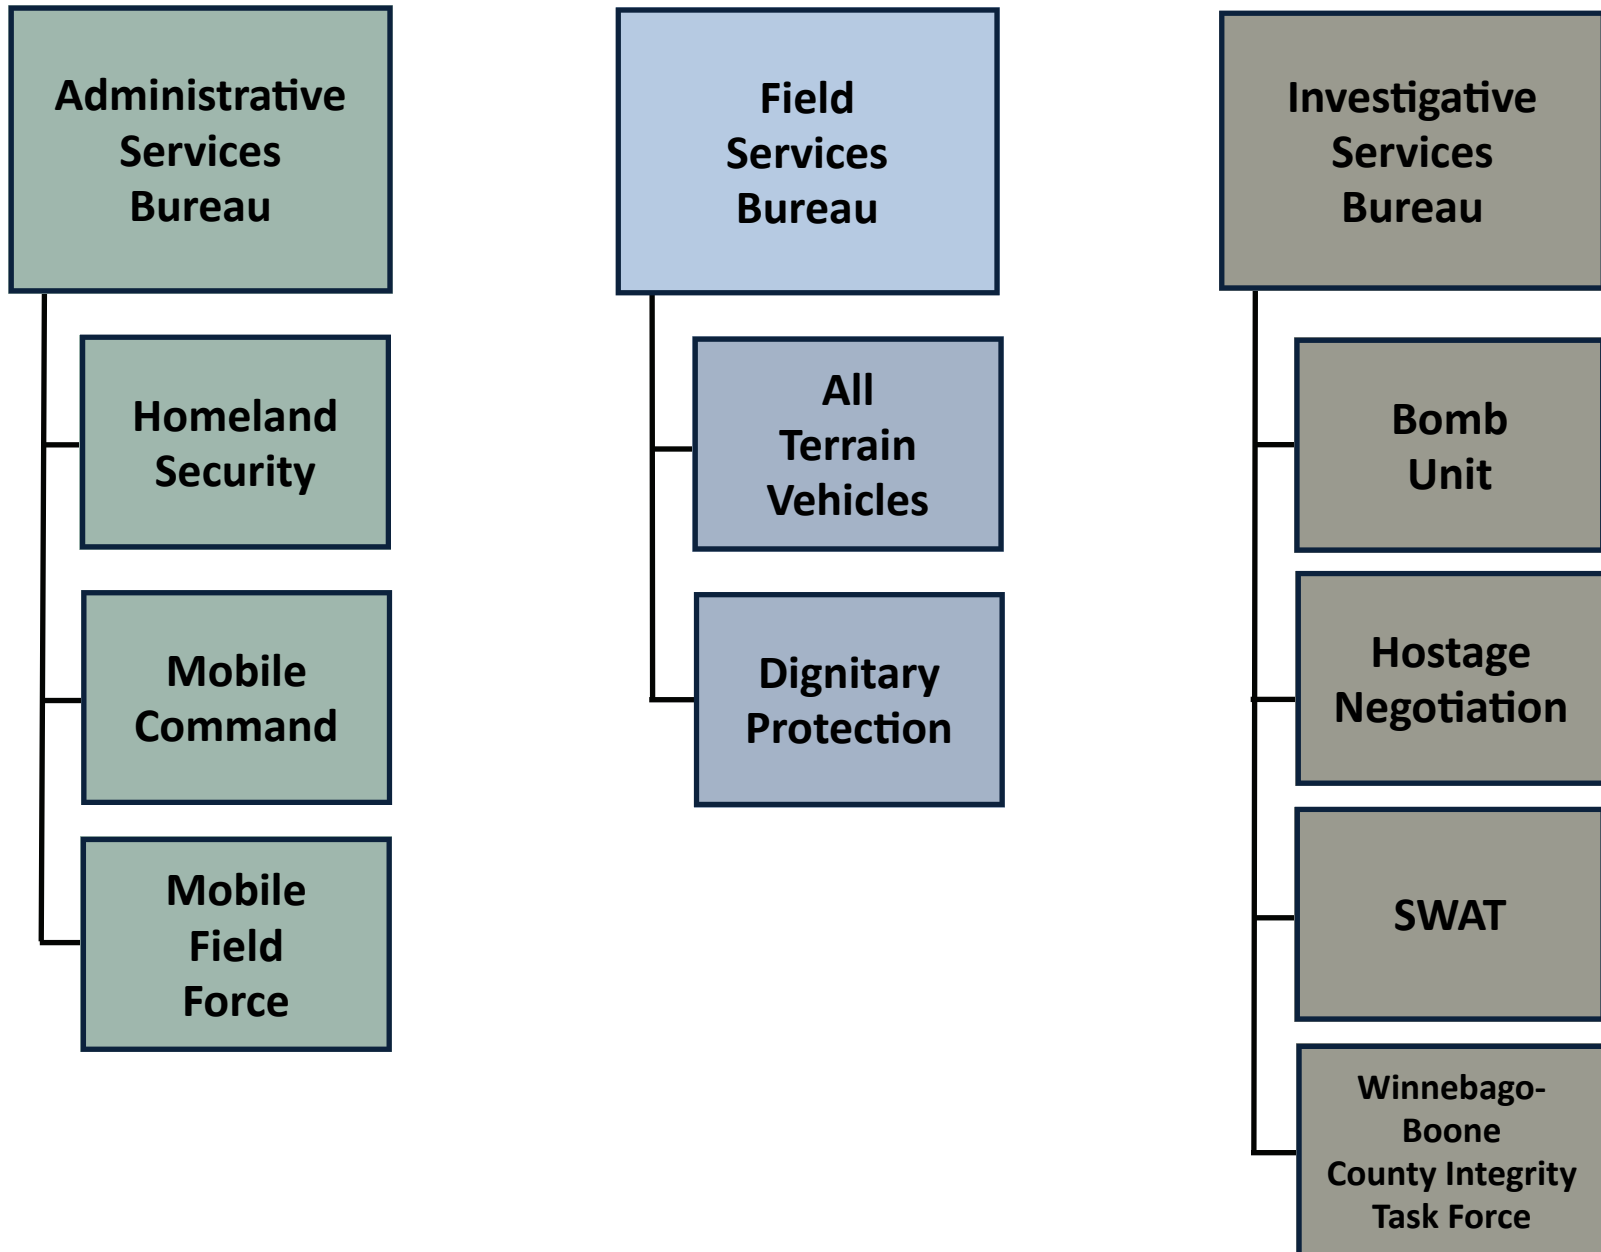 Administrative
Services
Bureau
Homeland
Security
Mobile
Command
Mobile
Field
Force
Field
Services
Bureau
All
Terrain
Vehicles
Dignitary
Protection
Investigative
Services
Bureau
Bomb
Unit
Hostage
Negotiation
SWAT
Winnebago-
Boone
County Integrity
Task Force